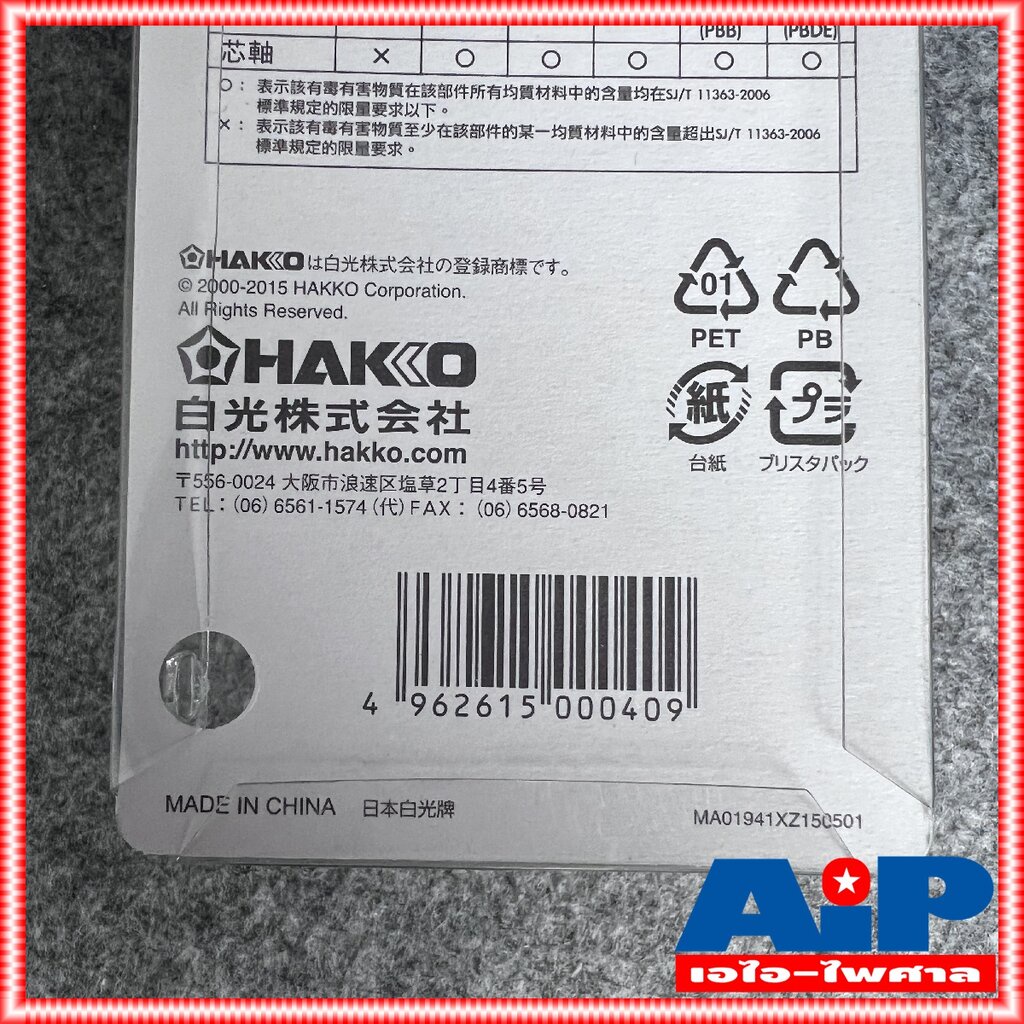 (PBB) (PBDE)
芯軸 × ○ ○ ○ ○ ○
○：表示該有毒有害物質在該部件所有均質材料中的含量均在SJ/T 11363-2006
標準規定的限量要求以下。
×：表示該有毒有害物質至少在該部件的某一均質材料中的含量超出SJ/T 11363-2006
標準規定的限量要求。
HAKKOは白光株式会社の登録商標です。
© 2000-2015 HAKKO Corporation.
All Rights Reserved.
HAKKO
白光株式会社
http://www.hakko.com
〒556-0024 大阪市浪速区塩草2丁目4番5号
TEL：(06) 6561-1574 (代) FAX：(06) 6568-0821
01
PET PB
紙 プラ
台紙 ブリスタパック
4 962615 000409
MADE IN CHINA 日本白光牌
MA01941XZ150501
AiP
เอไอ-ไพศาล